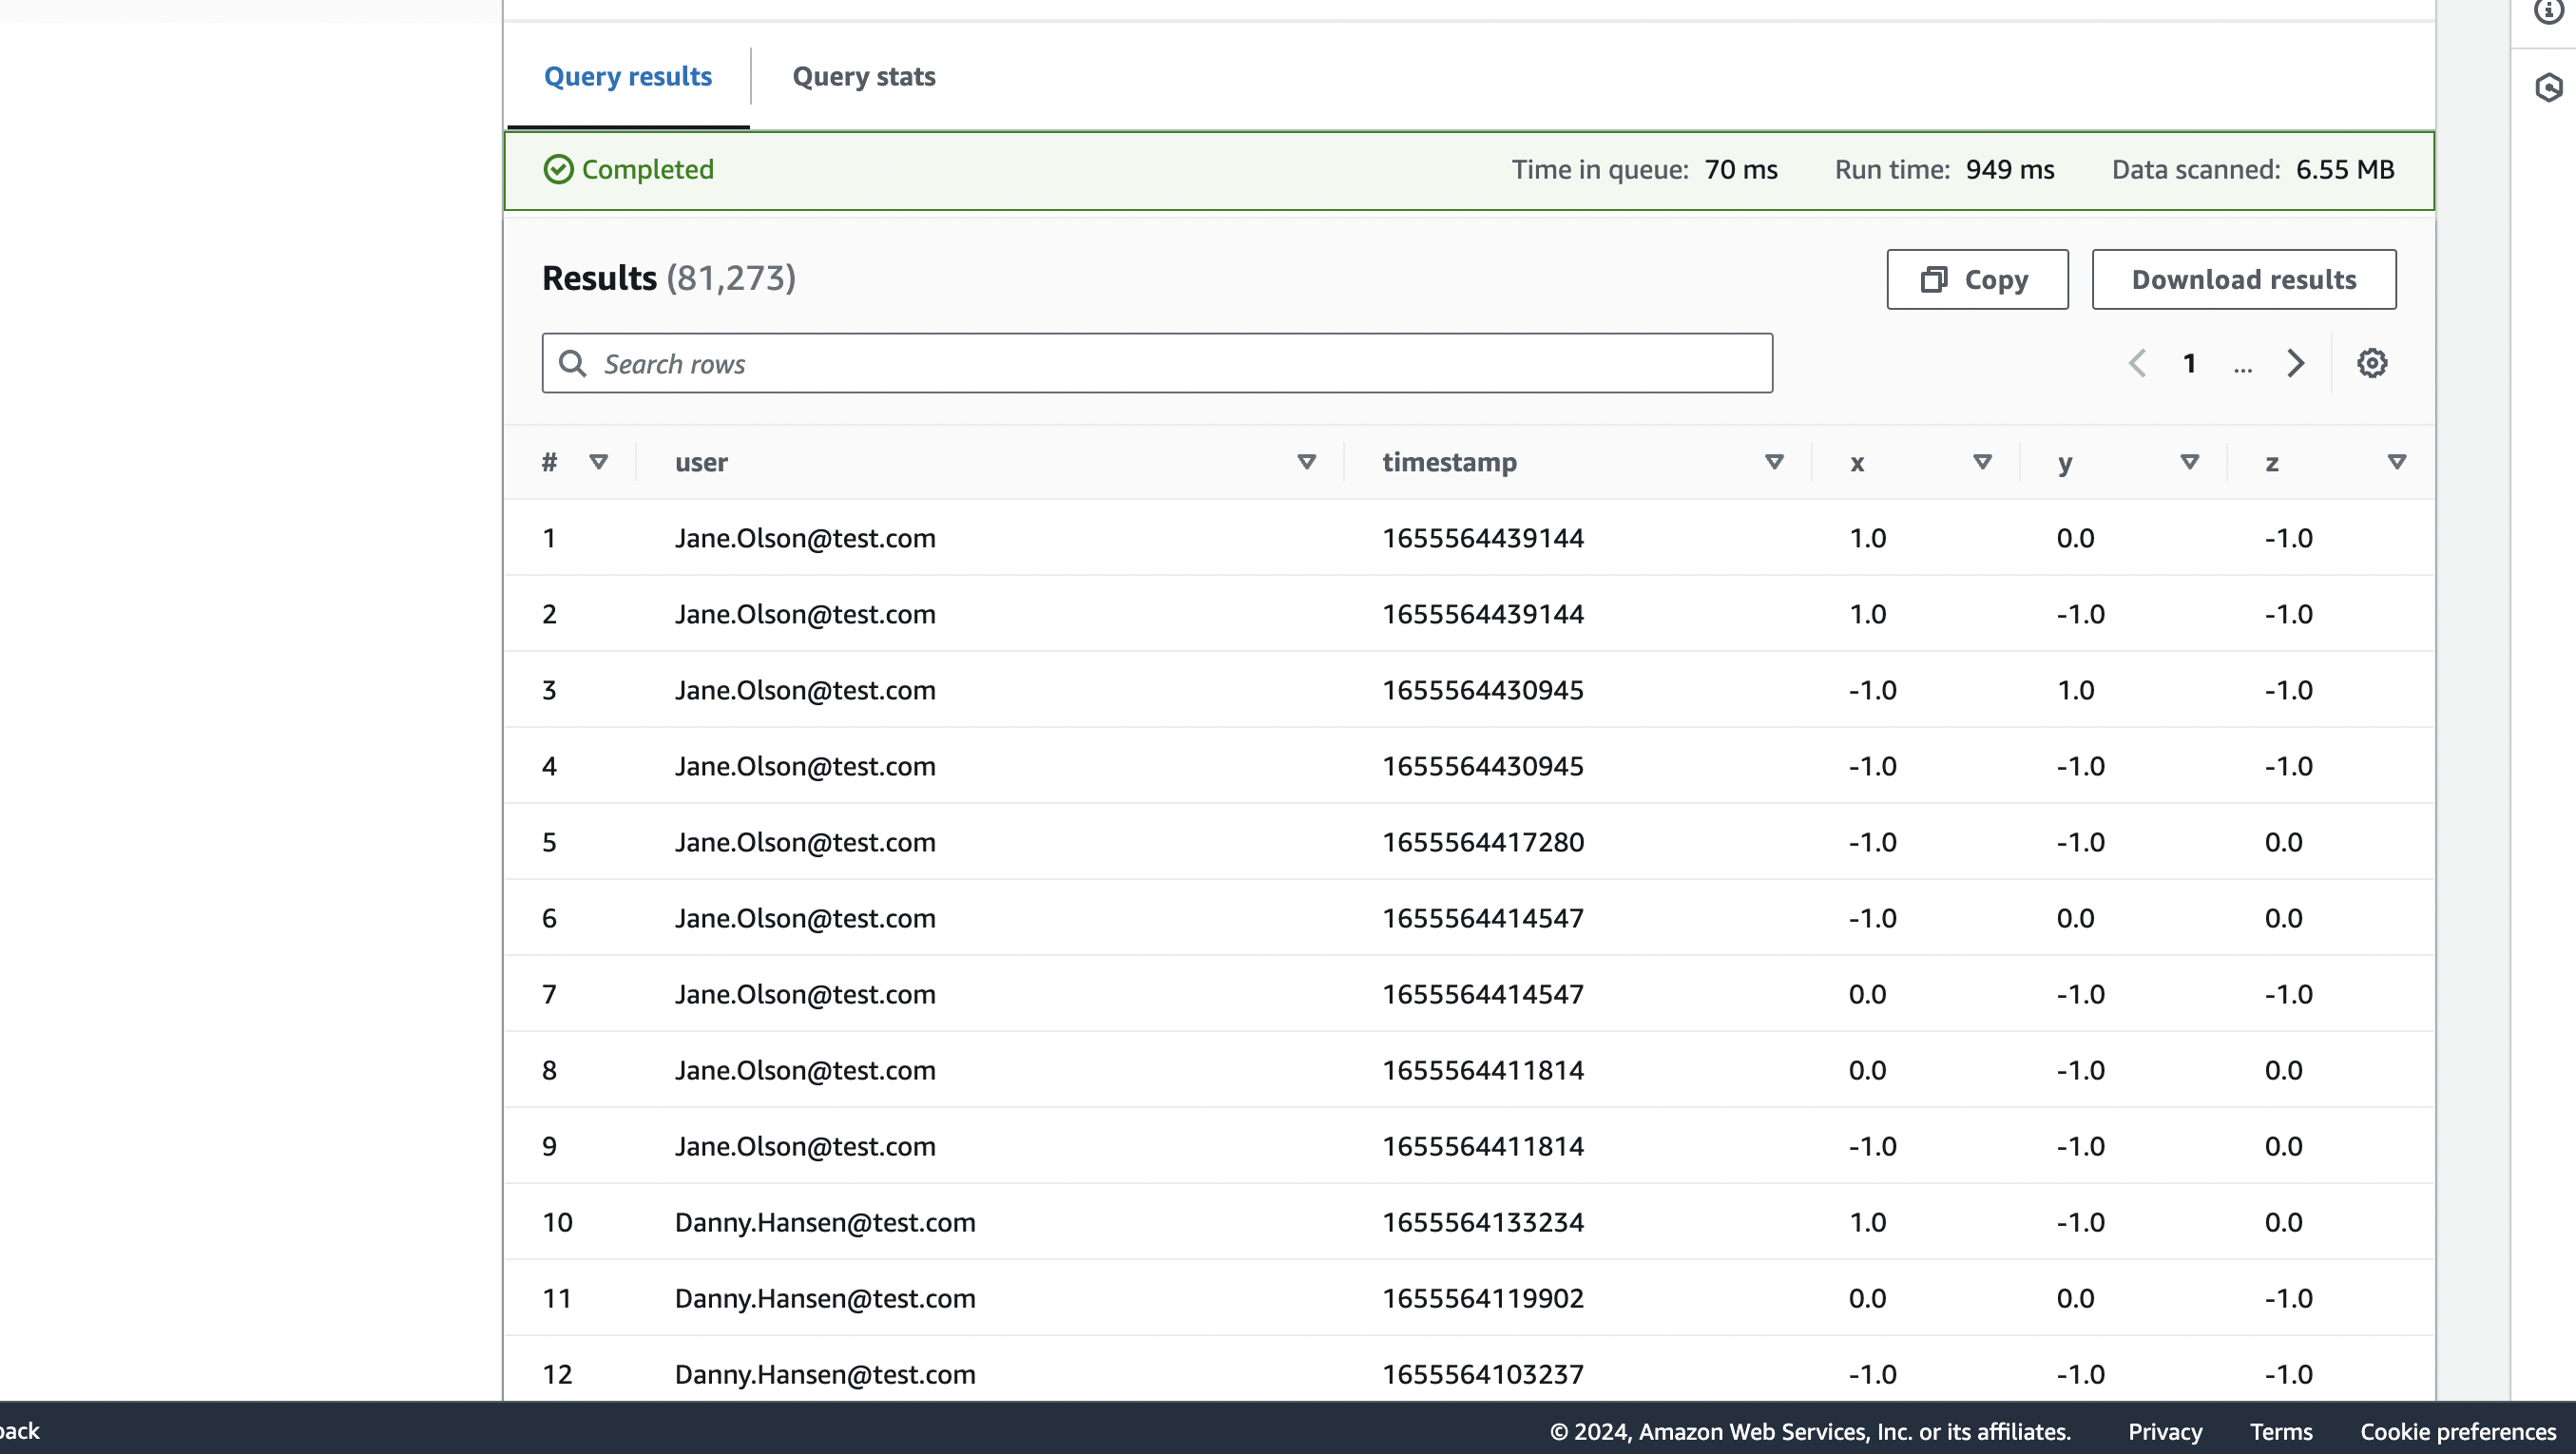 Query results Query stats
Completed Time in queue: 70 ms Run time: 949 ms Data scanned: 6.55 MB
Results (81,273) Copy Download results
Search rows 1 ...
# user timestamp x y z
1 Jane.Olson@test.com 1655564439144 1.0 0.0 -1.0
2 Jane.Olson@test.com 1655564439144 1.0 -1.0 -1.0
3 Jane.Olson@test.com 1655564430945 -1.0 1.0 -1.0
4 Jane.Olson@test.com 1655564430945 -1.0 -1.0 -1.0
5 Jane.Olson@test.com 1655564417280 -1.0 -1.0 0.0
6 Jane.Olson@test.com 1655564414547 -1.0 0.0 0.0
7 Jane.Olson@test.com 1655564414547 0.0 -1.0 -1.0
8 Jane.Olson@test.com 1655564411814 0.0 -1.0 0.0
9 Jane.Olson@test.com 1655564411814 -1.0 -1.0 0.0
10 Danny.Hansen@test.com 1655564133234 1.0 -1.0 0.0
11 Danny.Hansen@test.com 1655564119902 0.0 0.0 -1.0
12 Danny.Hansen@test.com 1655564103237 -1.0 -1.0 -1.0
back © 2024, Amazon Web Services, Inc. or its affiliates. Privacy Terms Cookie preferences